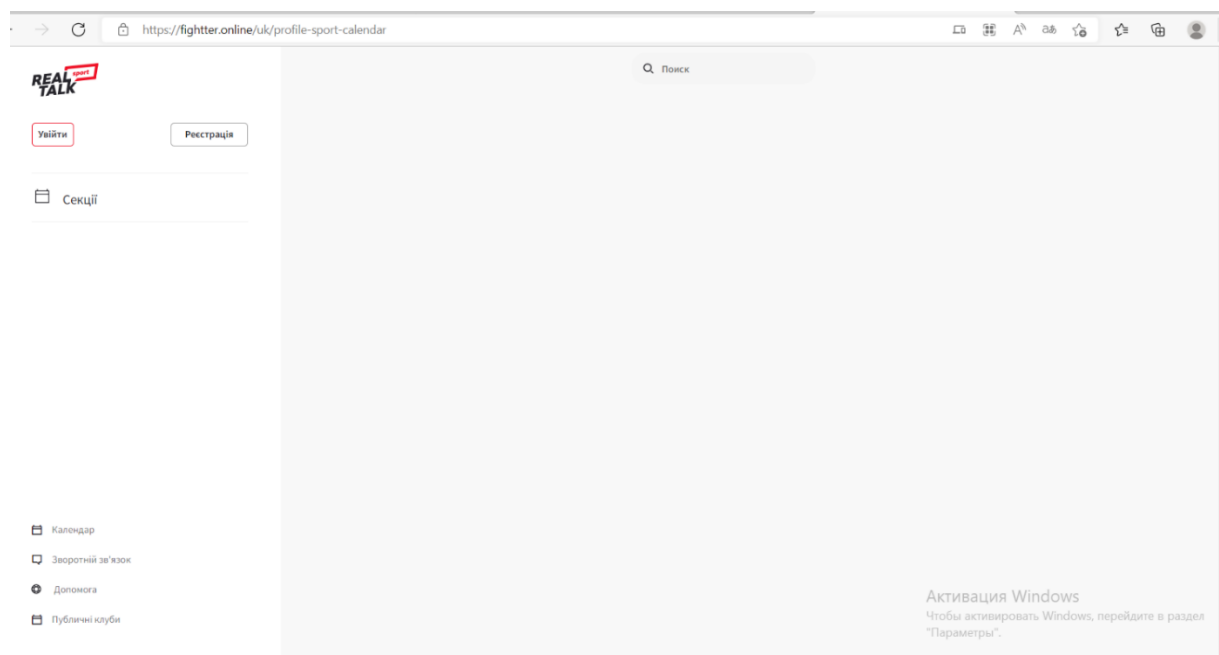 https://fightter.online/uk/profile-sport-calendar
REAL sport
TALK
Поиск
Увійти
Реєстрація
Секції
Календар
Зворотній зв'язок
Допомога
Публичні клуби
Активация Windows
Чтобы активировать Windows, перейдите в раздел
"Параметры".